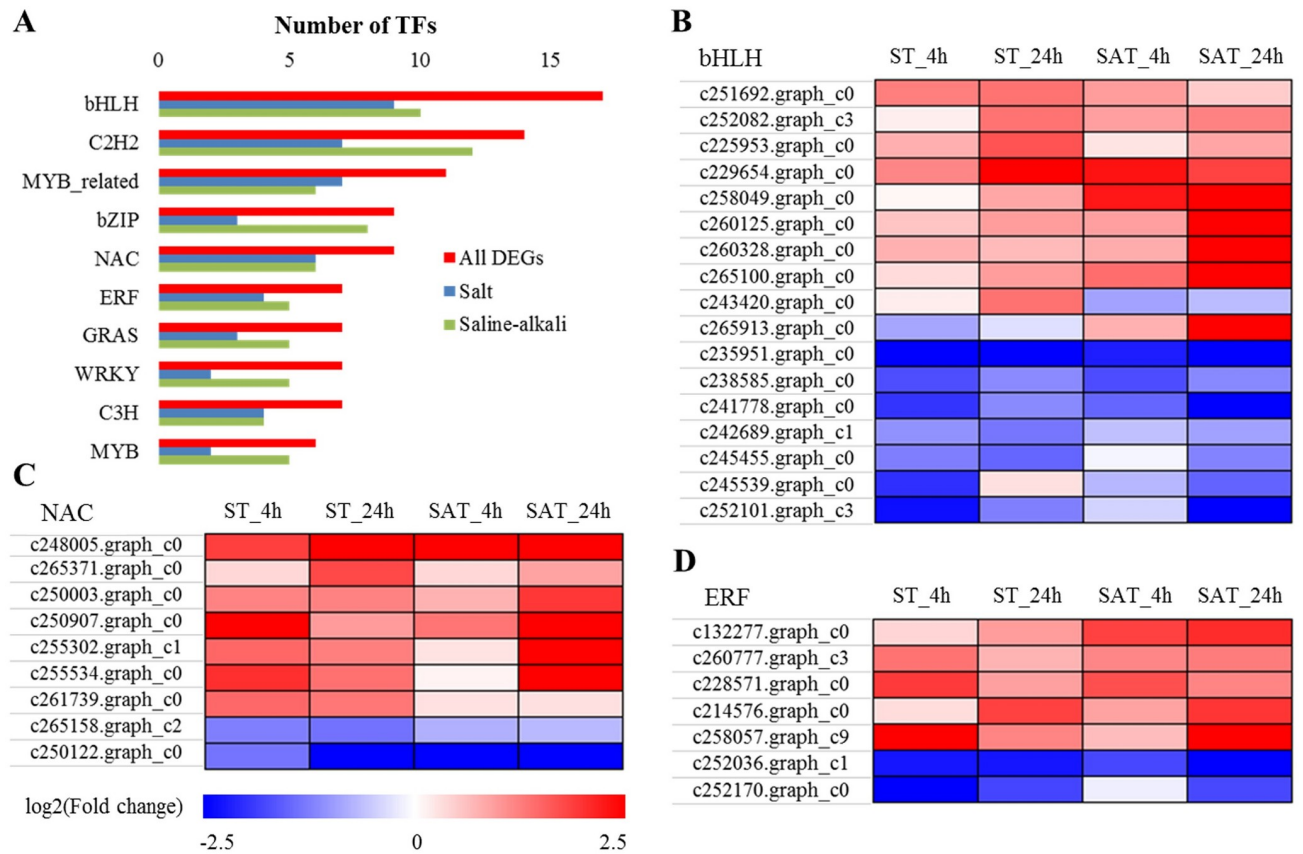 A
Number of TFs
0 5 10 15
bHLH
C2H2
MYB_related
bZIP
NAC
ERF
GRAS
WRKY
C3H
MYB
All DEGs
Salt
Saline-alkali
B
bHLH ST_4h ST_24h SAT_4h SAT_24h
c251692.graph_c0
c252082.graph_c3
c225953.graph_c0
c229654.graph_c0
c258049.graph_c0
c260125.graph_c0
c260328.graph_c0
c265100.graph_c0
c243420.graph_c0
c265913.graph_c0
c235951.graph_c0
c238585.graph_c0
c241778.graph_c0
c242689.graph_c1
c245455.graph_c0
c245539.graph_c0
c252101.graph_c3
C
NAC ST_4h ST_24h SAT_4h SAT_24h
c248005.graph_c0
c265371.graph_c0
c250003.graph_c0
c250907.graph_c0
c255302.graph_c1
c255534.graph_c0
c261739.graph_c0
c265158.graph_c2
c250122.graph_c0
log2(Fold change)
-2.5 0 2.5
D
ERF ST_4h ST_24h SAT_4h SAT_24h
c132277.graph_c0
c260777.graph_c3
c228571.graph_c0
c214576.graph_c0
c258057.graph_c9
c252036.graph_c1
c252170.graph_c0